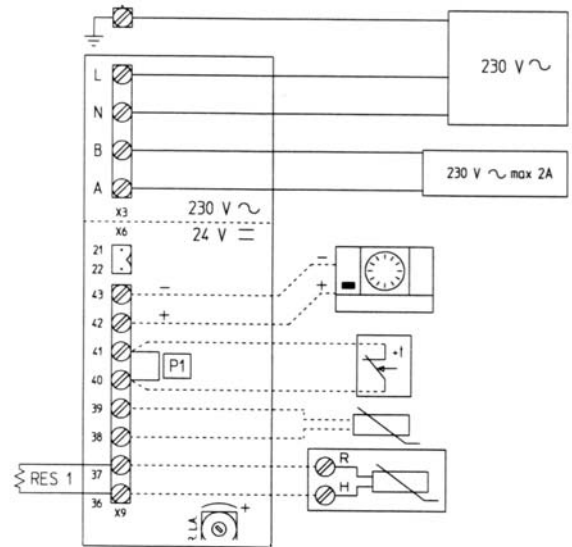 L
230 V ~
N
B
230 V ~ max 2A
A
X3
230 V ~
X6
24 V ⎓
21
22
43
−
−
42
+
+
41
+t
P1
40
39
38
R
RES 1
37
H
36
X9
+